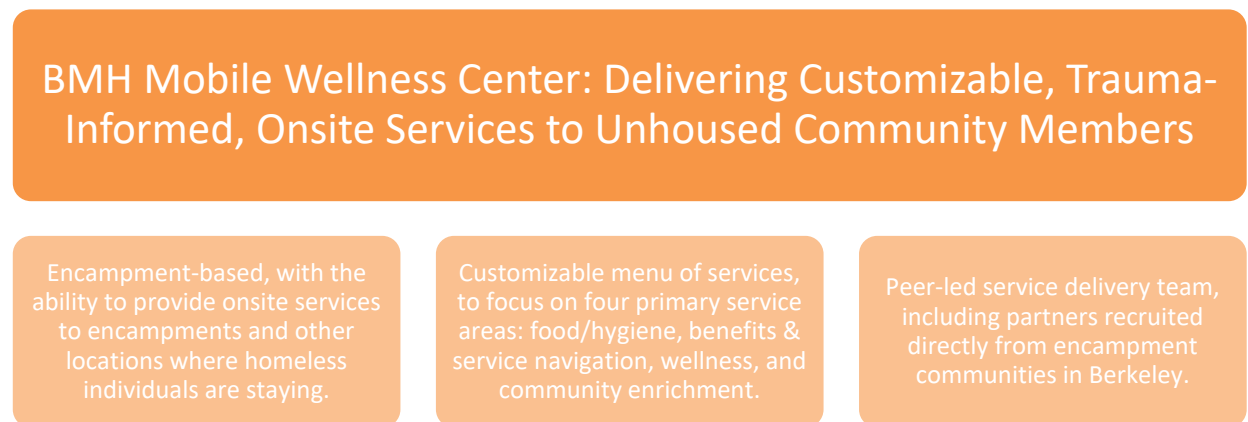 BMH Mobile Wellness Center: Delivering Customizable, Trauma-
Informed, Onsite Services to Unhoused Community Members
Encampment-based, with the
ability to provide onsite services
to encampments and other
locations where homeless
individuals are staying.
Customizable menu of services,
to focus on four primary service
areas: food/hygiene, benefits &
service navigation, wellness, and
community enrichment.
Peer-led service delivery team,
including partners recruited
directly from encampment
communities in Berkeley.